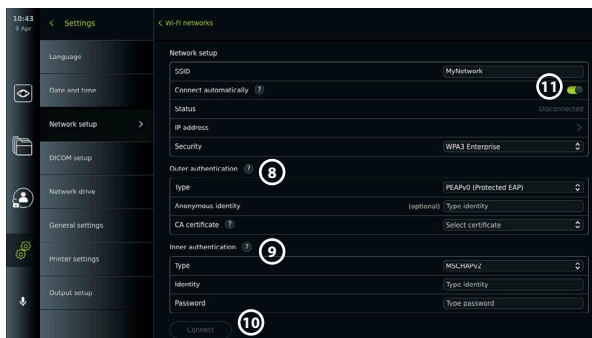 10:43
9 Apr
< Settings
< Wi-Fi networks
Language
Date and time
Network setup >
DICOM setup
Network drive
General settings
Printer settings
Output setup
Network setup
SSID MyNetwork
Connect automatically ? 11
Status Disconnected
IP address >
Security WPA3 Enterprise
Outer authentication ? 8
Type PEAPv0 (Protected EAP)
Anonymous identity (optional) Type identity
CA certificate ? Select certificate
Inner authentication ? 9
Type MSCHAPv2
Identity Type identity
Password Type password
Connect 10